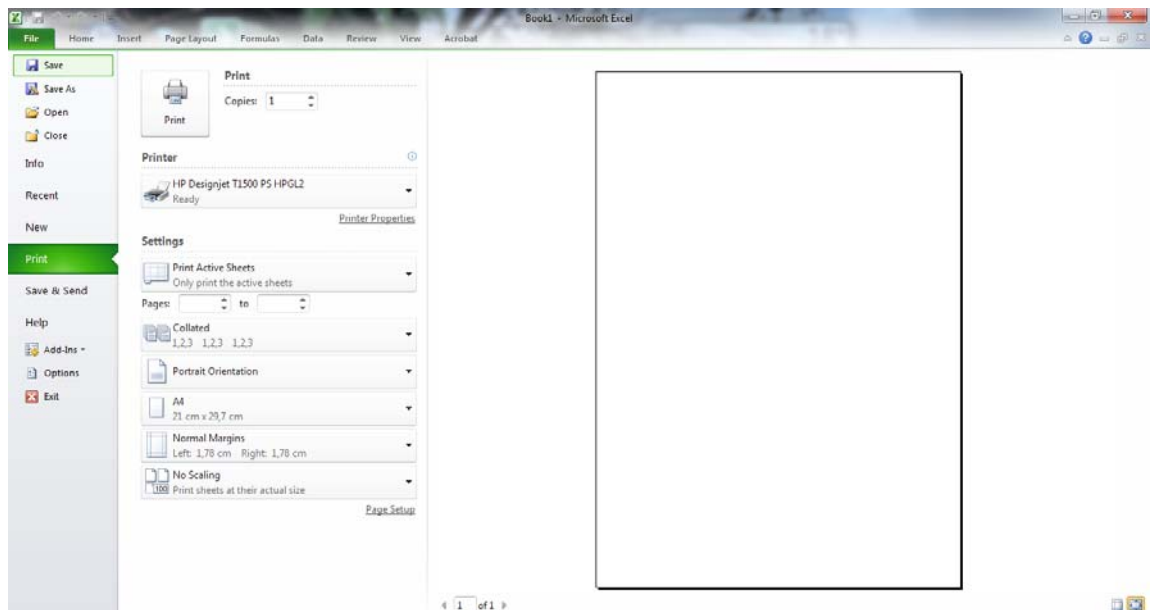 Book1 - Microsoft Excel
File Home Insert Page Layout Formulas Data Review View Acrobat
Save
Save As
Open
Close
Info
Recent
New
Print
Save & Send
Help
Add-Ins
Options
Exit
Print
Print
Copies: 1
Printer
HP Designjet T1500 PS HPGL2
Ready
Printer Properties
Settings
Print Active Sheets
Only print the active sheets
Pages: to
Collated
1,2,3 1,2,3 1,2,3
Portrait Orientation
A4
21 cm x 29,7 cm
Normal Margins
Left: 1,78 cm Right: 1,78 cm
No Scaling
100 Print sheets at their actual size
Page Setup
1 of 1